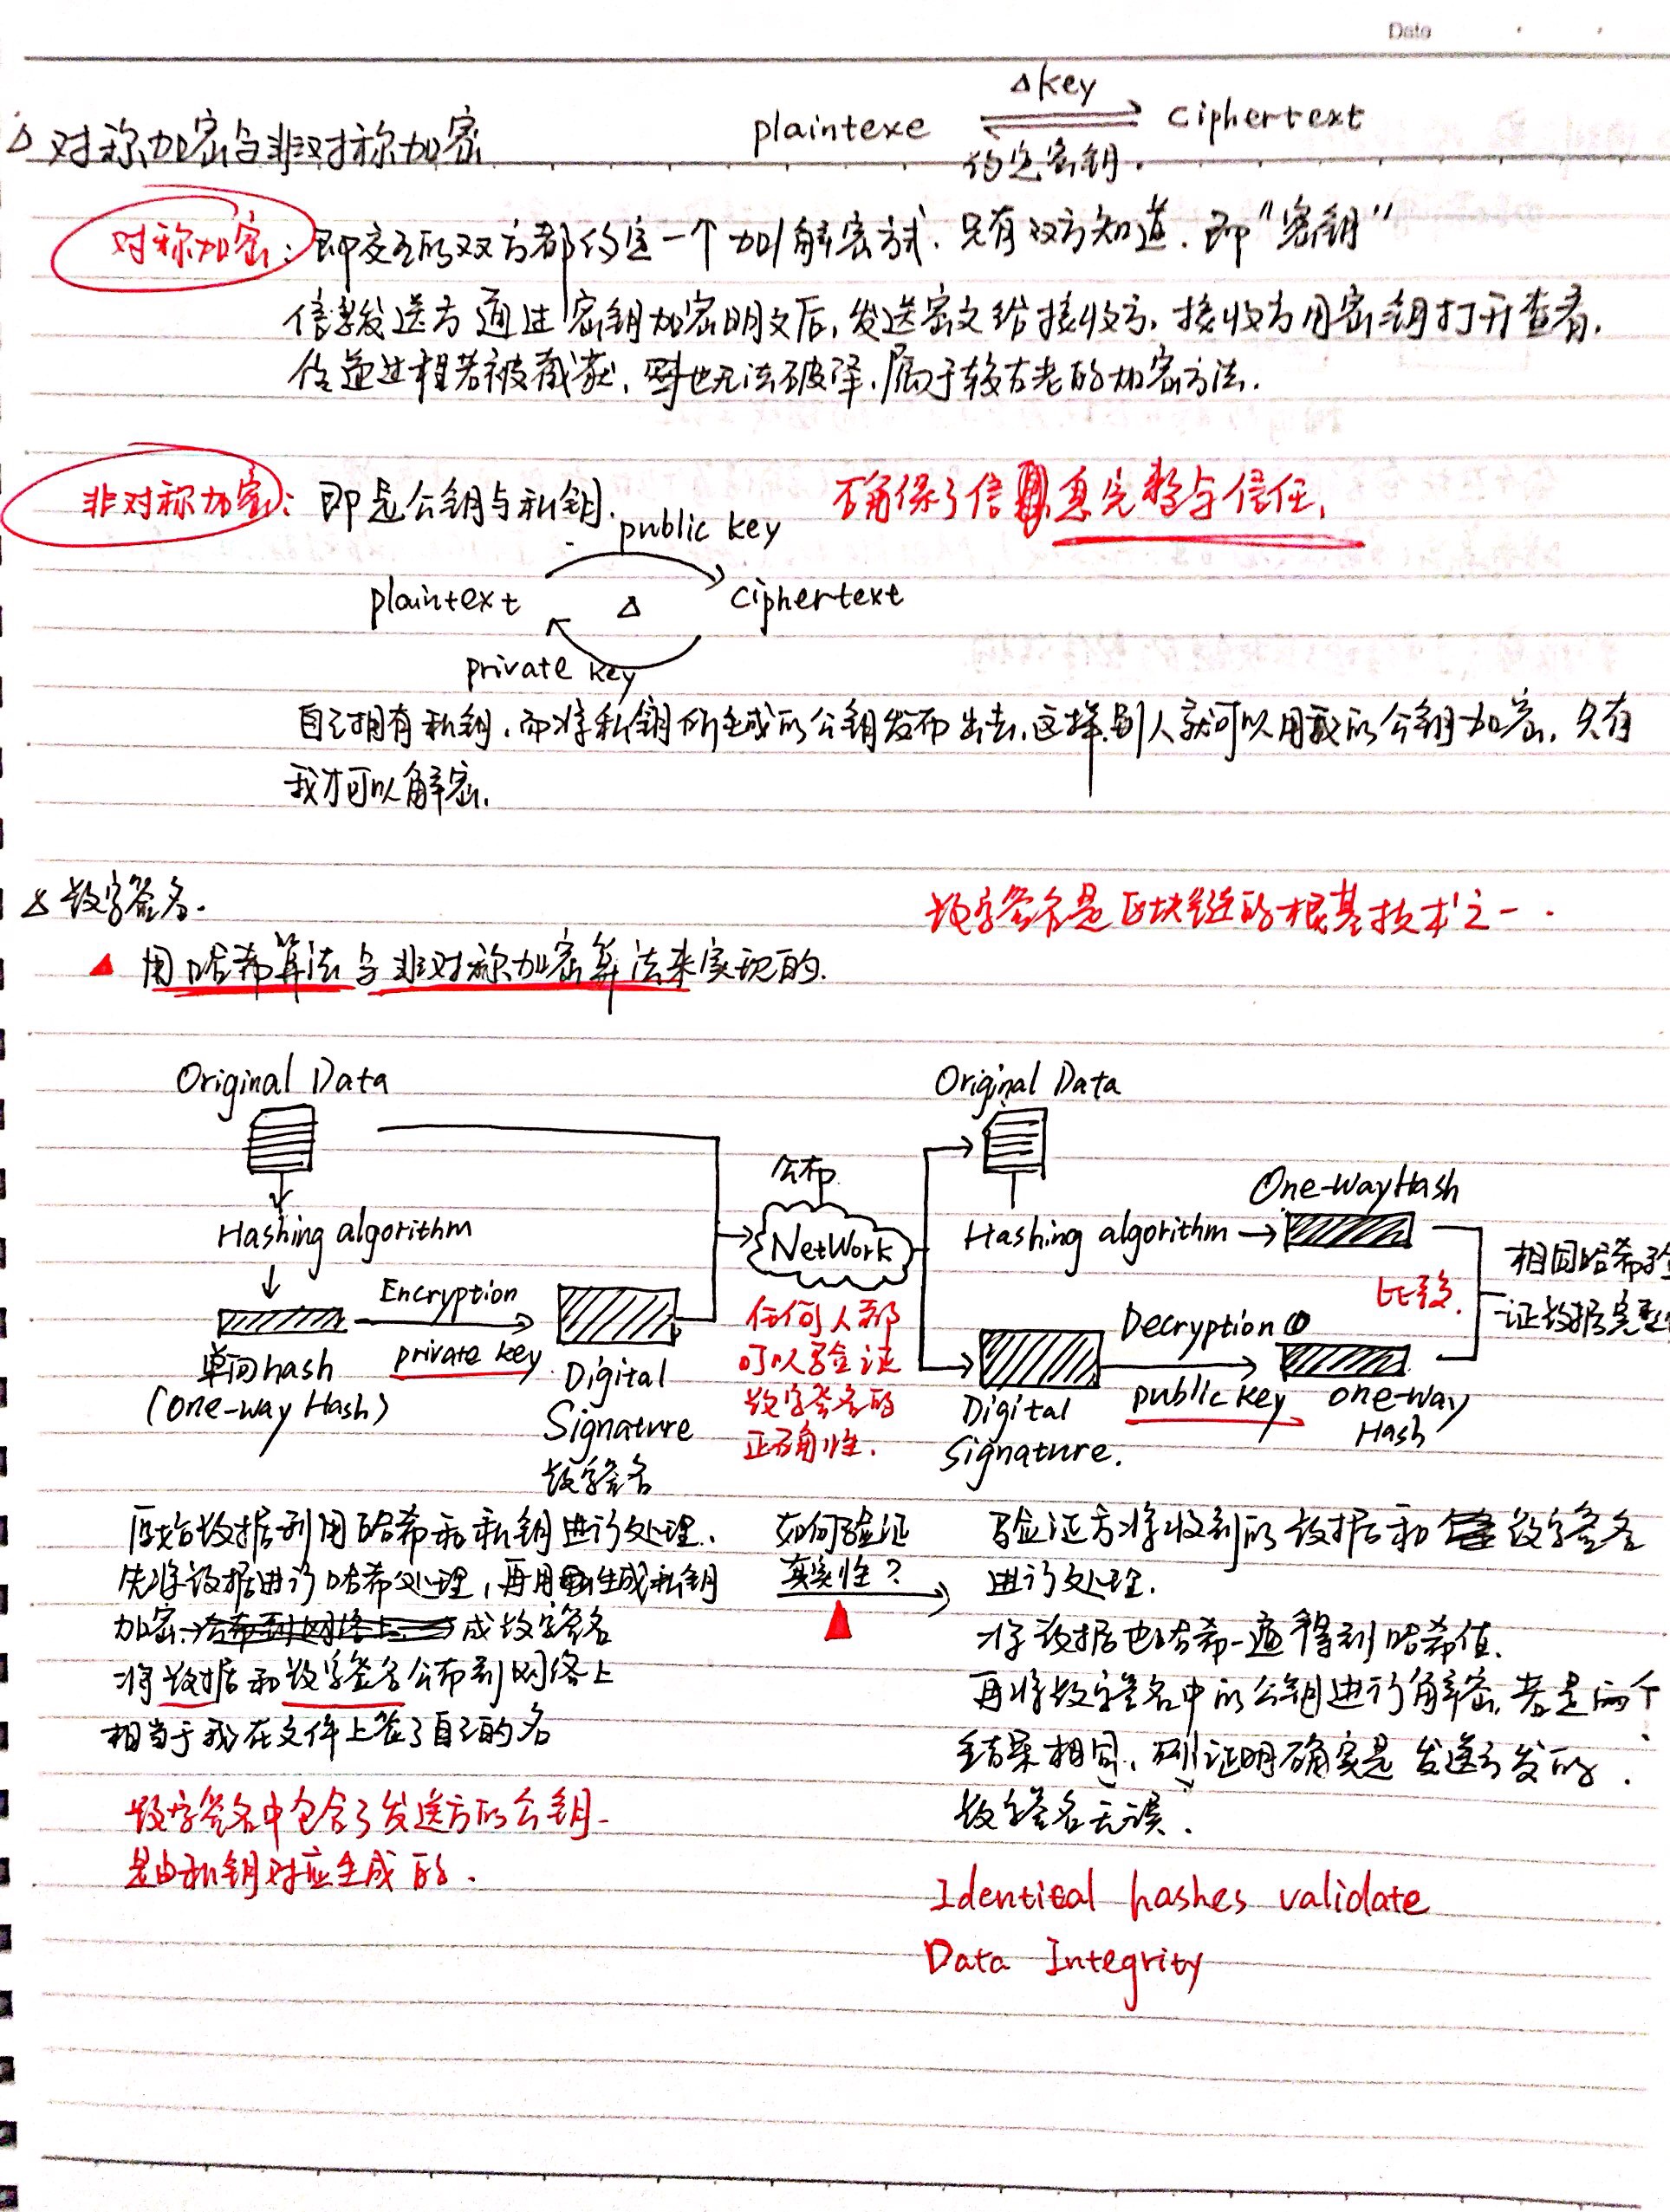 Date
△key
plaintexe ⇌ ciphertext
△ 对称加密与非对称加密
约定密钥.
对称加密: 即交互的双方都约定一个加/解密方式, 只有双方知道. 即“密钥”
发送方通过密钥加密明文后, 发送密文给接收方, 接收方用密钥打开查看.
传递过程若被截获, 也无法破译, 属于较古老的加密方法.
非对称加密: 即是公钥与私钥.
确保了信息完整与信任.
public key
plaintext △ ciphertext
private key
自己拥有私钥, 而将私钥所生成的公钥发布出去, 这样别人就可以用我的公钥加密, 只有
我才可以解密.
△ 数字签名.
数字签名是区块链的根基技术之一.
▲ 用哈希算法与非对称加密算法来实现的.
Original Data
Original Data
公布
One-Way Hash
Hashing algorithm
NetWork
Hashing algorithm
相同哈希验
证数据完整性
比较.
Encryption
private key
任何人都
可以验证
数字签名的
正确性.
Decryption
public key
单向hash
(One-way Hash)
Digital
Signature
数字签名
Digital
Signature.
one-way
Hash
原始数据利用哈希和私钥进行处理.
先将数据进行哈希处理, 再用生成私钥
加密→成数字签名
将数据和数字签名公布到网络上
相当于我在文件上签了自己的名
数字签名中包含了发送方的公钥
是由私钥对应生成的.
如何验证
真实性?
▲
验证方将收到的数据和数字签名
进行处理.
将数据也哈希一遍得到哈希值.
再将数字签名中的公钥进行解密, 若是两个
结果相同, 则证明确实是发送方发的.
数字签名无误.
Identical hashes validate
Data Integrity